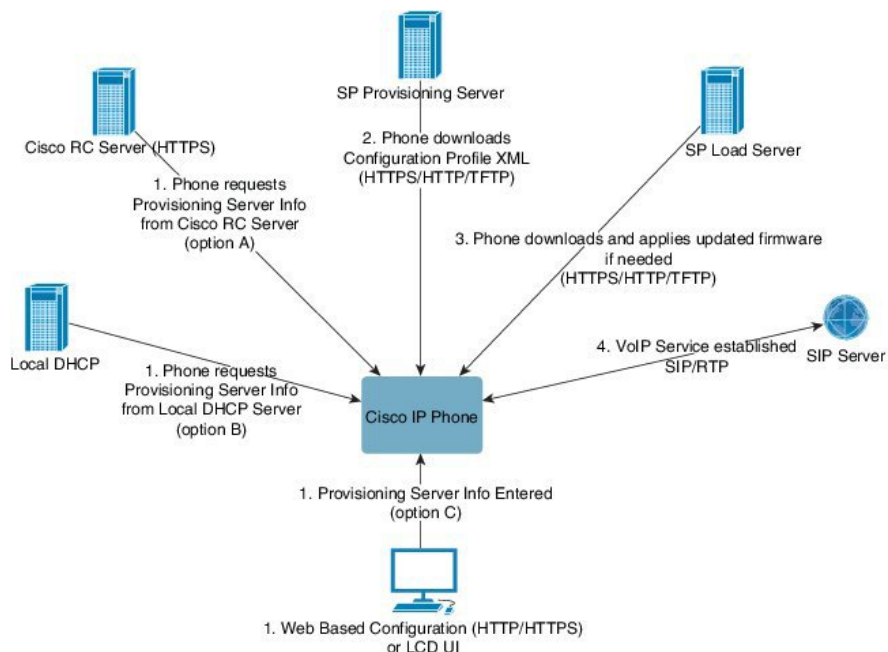 SP Provisioning Server
Cisco RC Server (HTTPS)
SP Load Server
2. Phone downloads
Configuration Profile XML
(HTTPS/HTTP/TFTP)
1. Phone requests
Provisioning Server Info
from Cisco RC Server
(option A)
3. Phone downloads and applies updated firmware
if needed
(HTTPS/HTTP/TFTP)
Local DHCP
1. Phone requests
Provisioning Server Info
from Local DHCP Server
(option B)
4. VoIP Service established
SIP/RTP
SIP Server
Cisco IP Phone
1. Provisioning Server Info Entered
(option C)
1. Web Based Configuration (HTTP/HTTPS)
or LCD UI